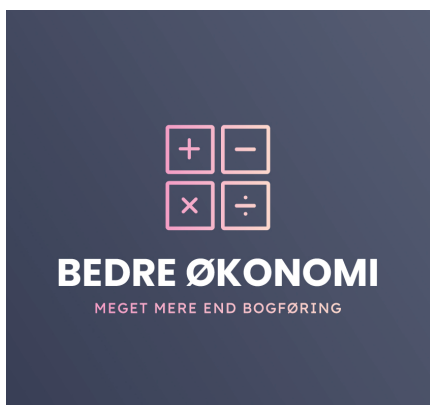 + −
× ÷
BEDRE ØKONOMI
MEGET MERE END BOGFØRING